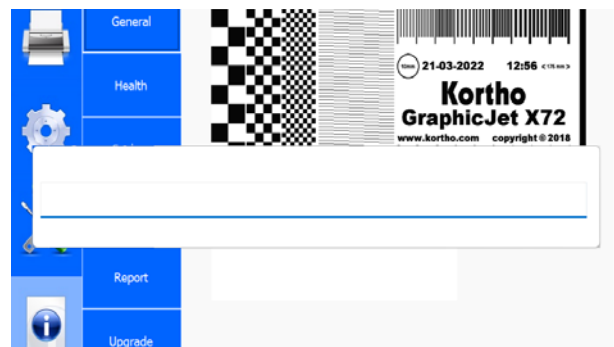 General
Health
Report
Upgrade
21-03-2022 12:56
Kortho
GraphicJet X72
www.kortho.com copyright © 2018